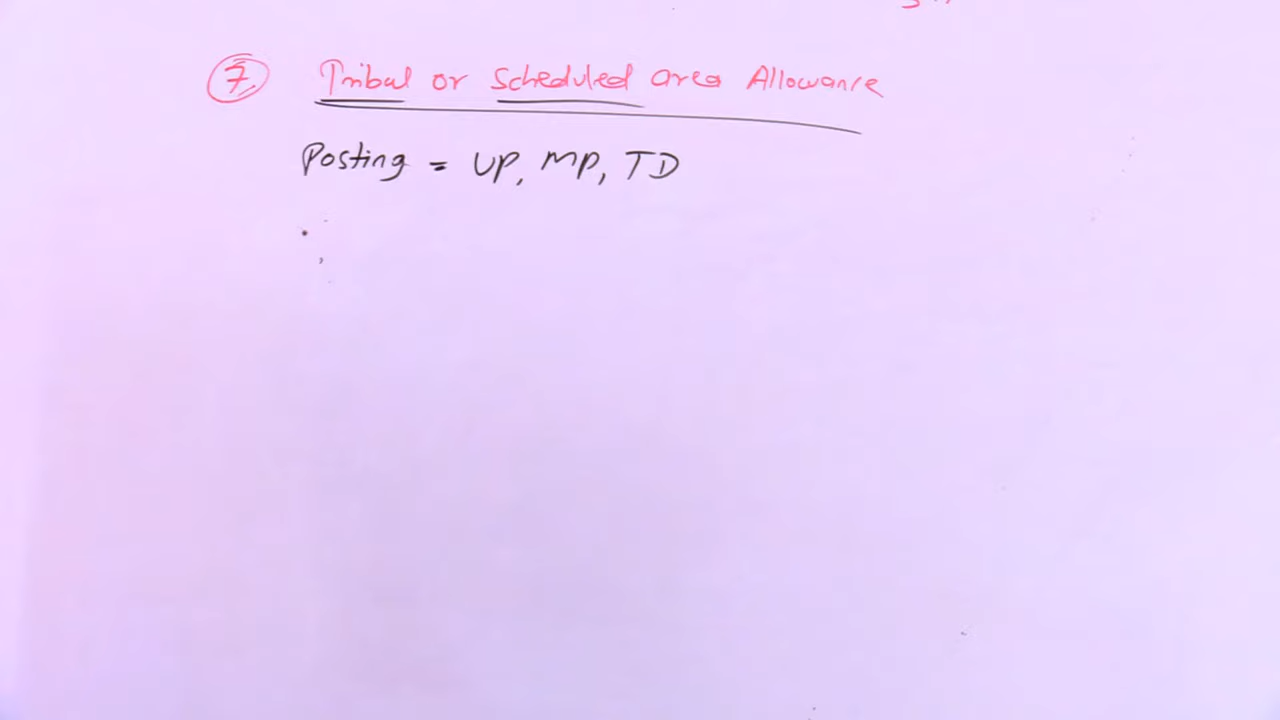 7 Tribal or Scheduled area Allowance
Posting = UP, MP, TD